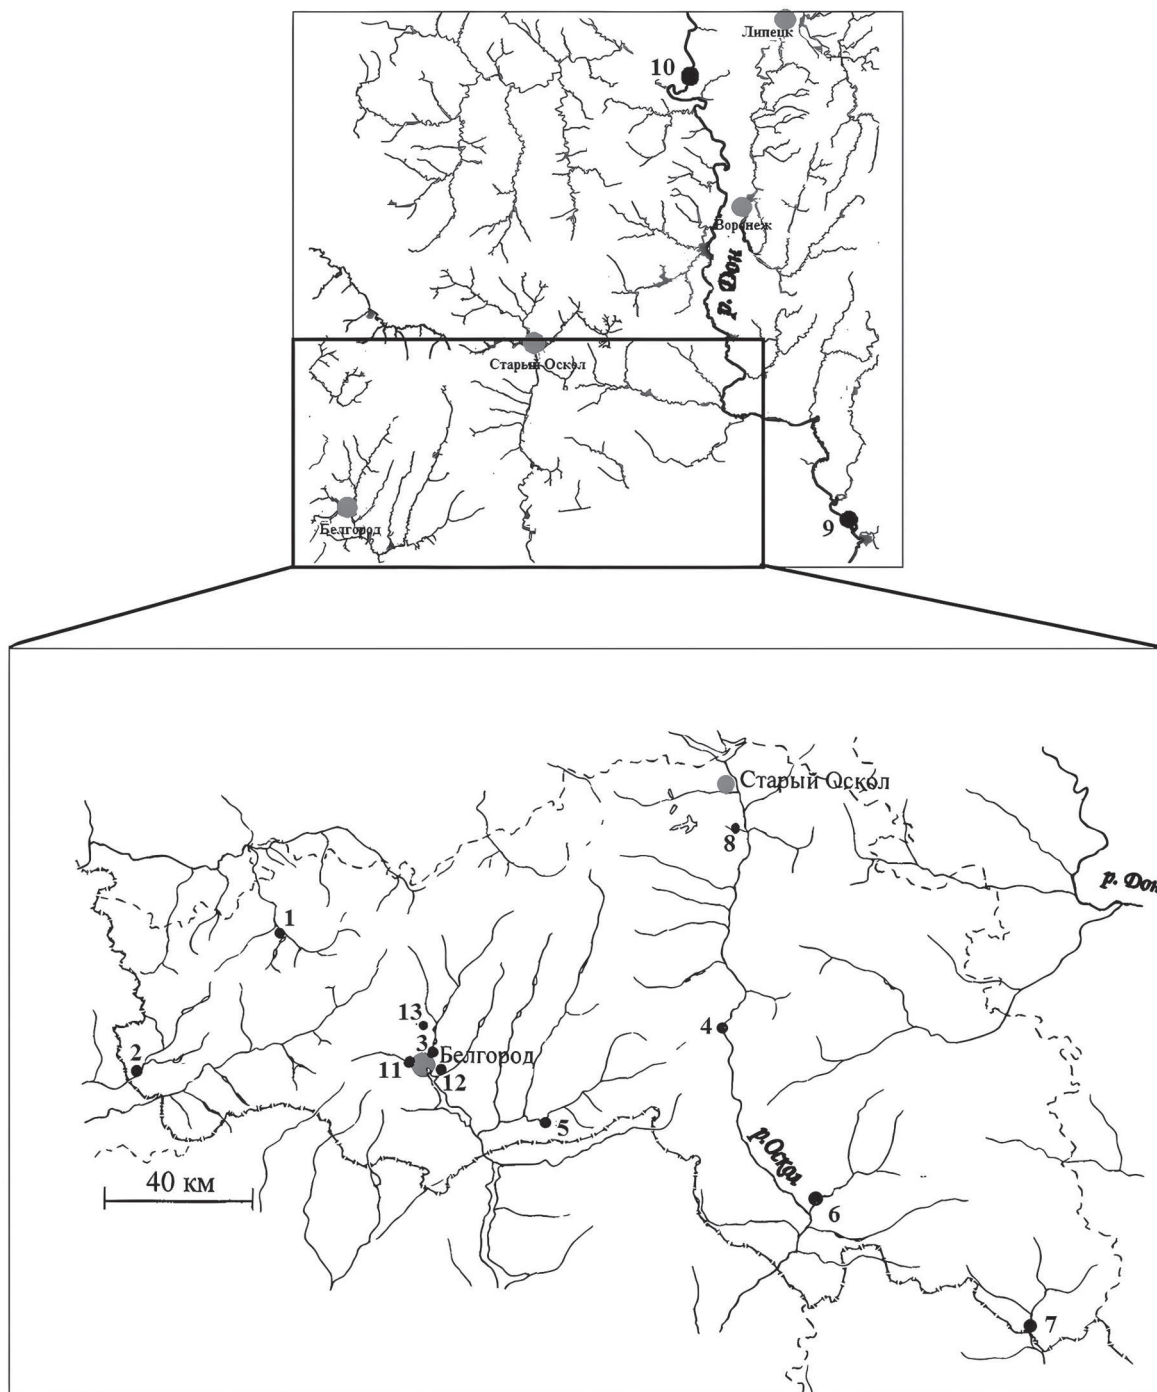 Липецк
10
Воронеж
р. Дон
Старый Оскол
9
Белгород
Старый Оскол
8
р. Дон
1
13
4
3
Белгород
2
11
12
5
р.Оскол
40 км
6
7